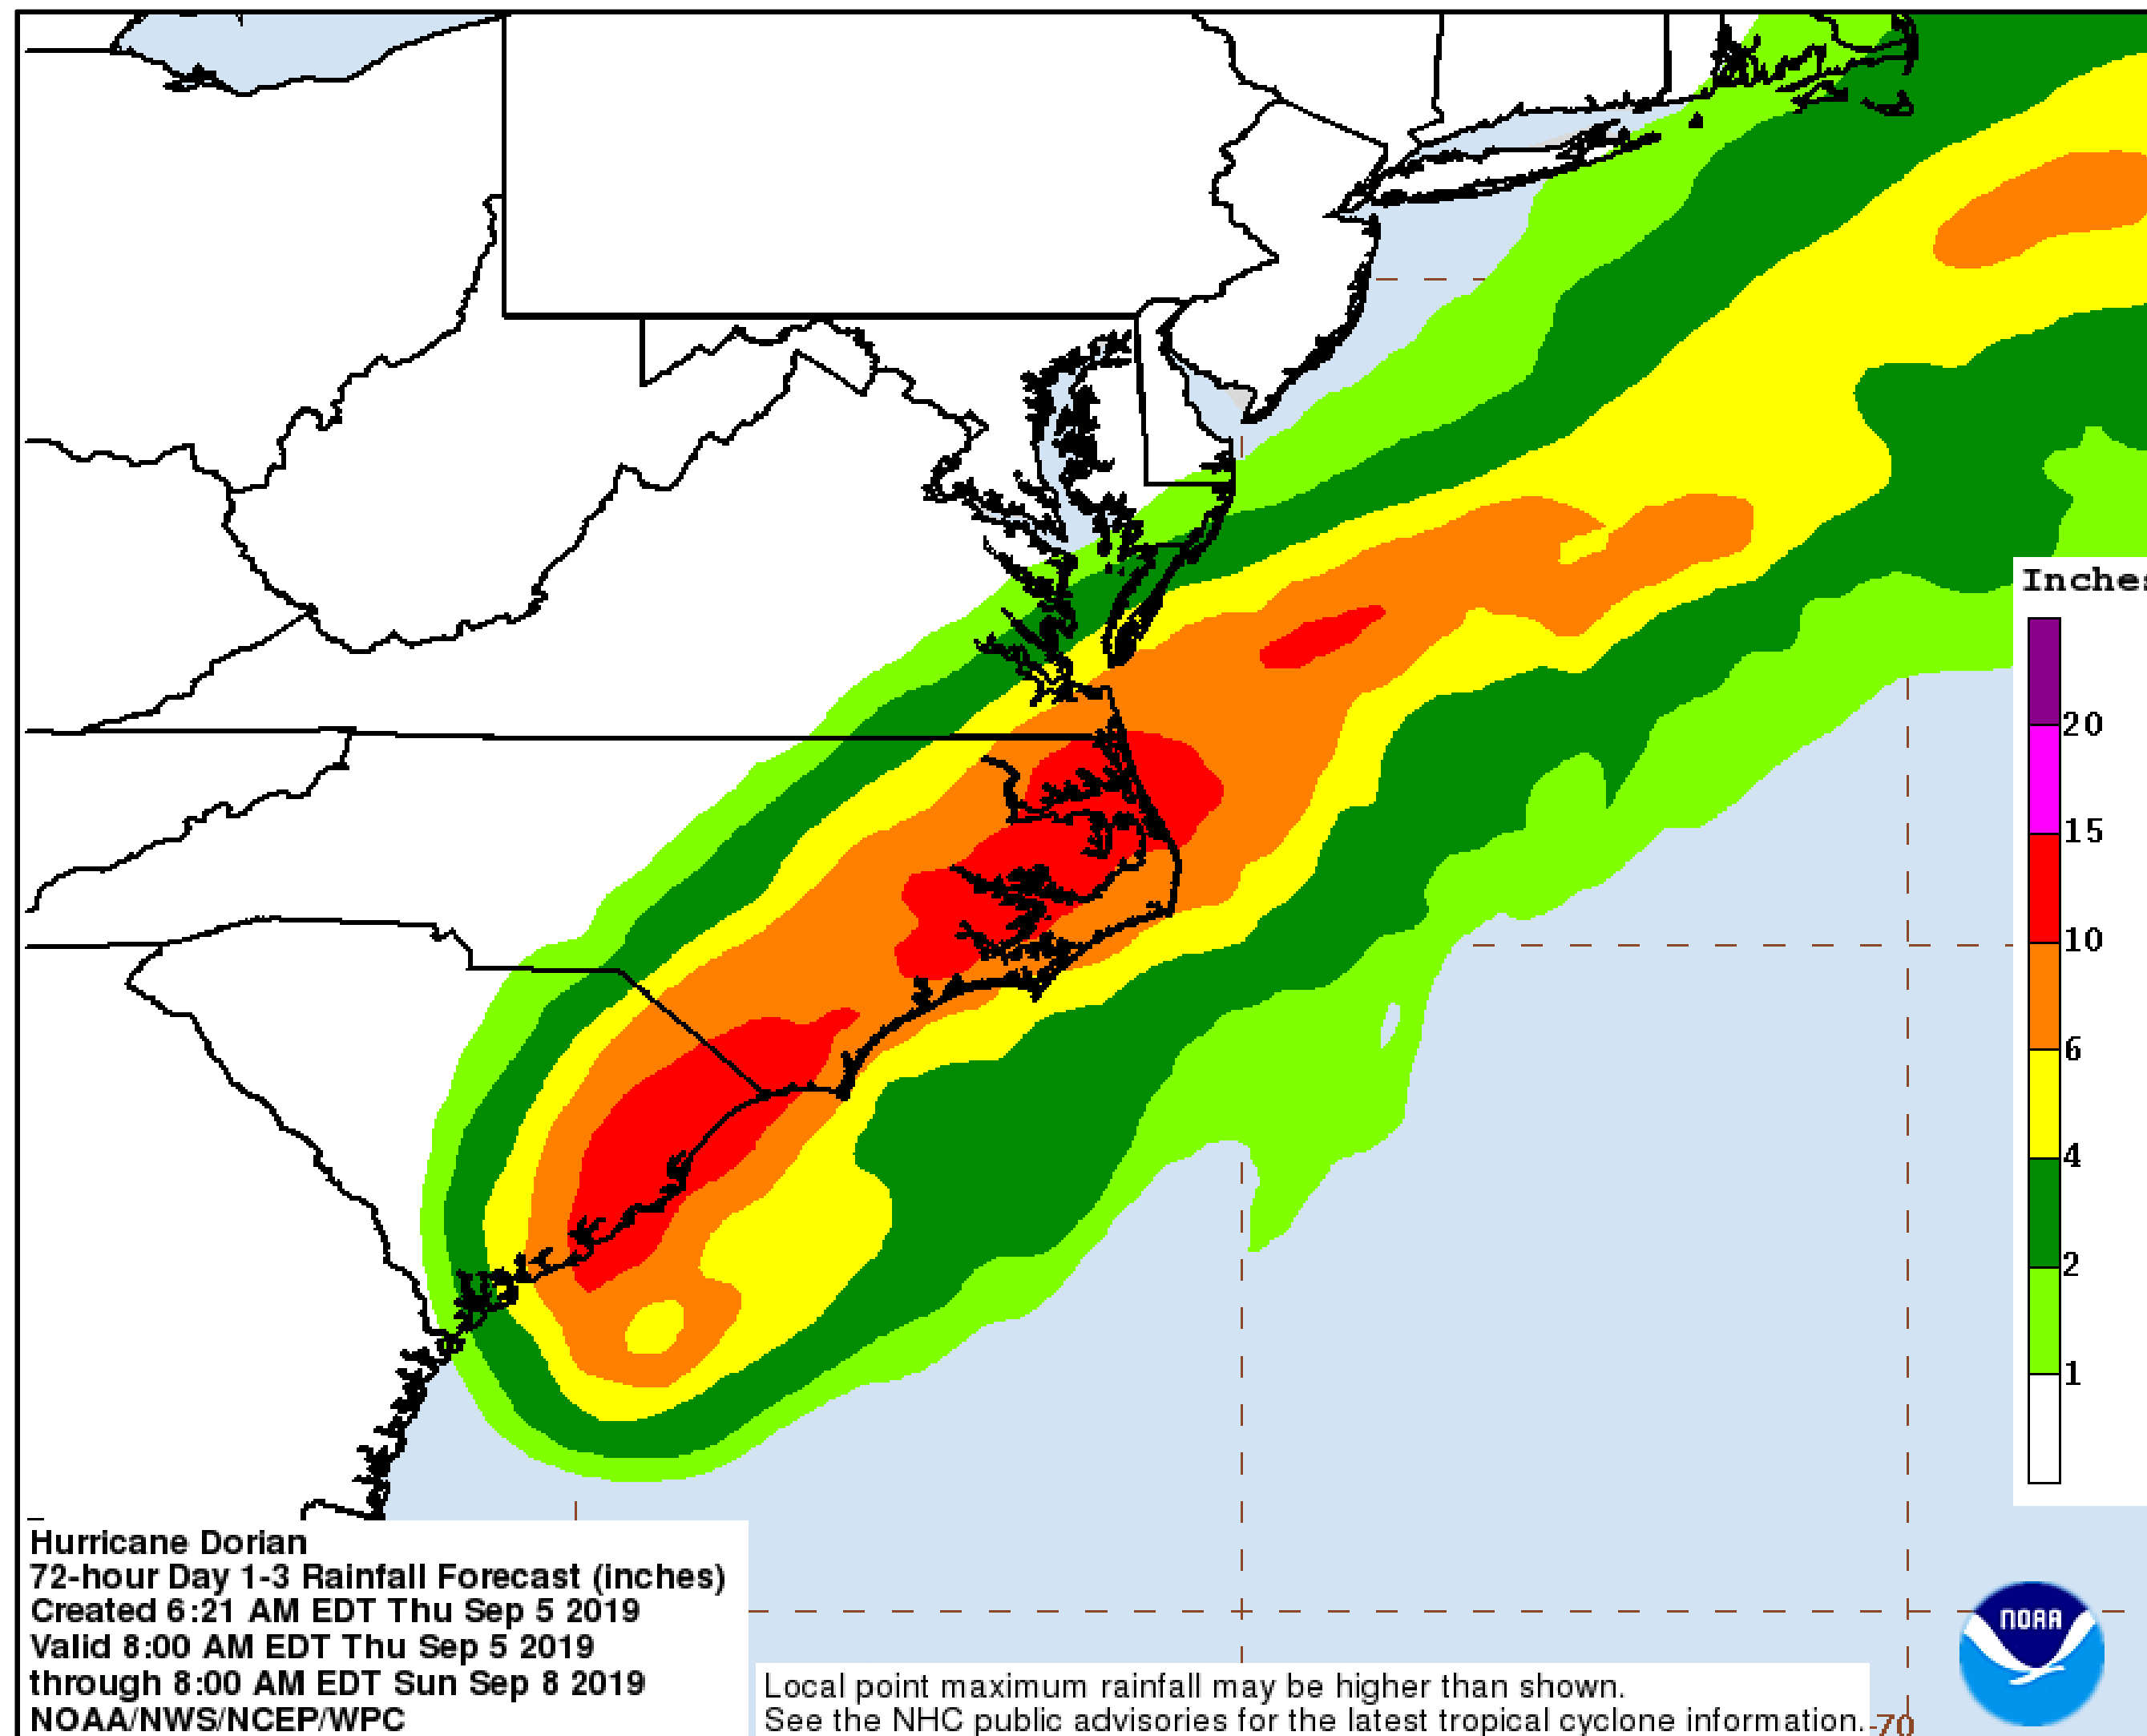 Inches
20
15
10
6
4
2
1
Hurricane Dorian
72-hour Day 1-3 Rainfall Forecast (inches)
Created 6:21 AM EDT Thu Sep 5 2019
Valid 8:00 AM EDT Thu Sep 5 2019
through 8:00 AM EDT Sun Sep 8 2019
NOAA/NWS/NCEP/WPC
Local point maximum rainfall may be higher than shown.
See the NHC public advisories for the latest tropical cyclone information.
-70
NOAA